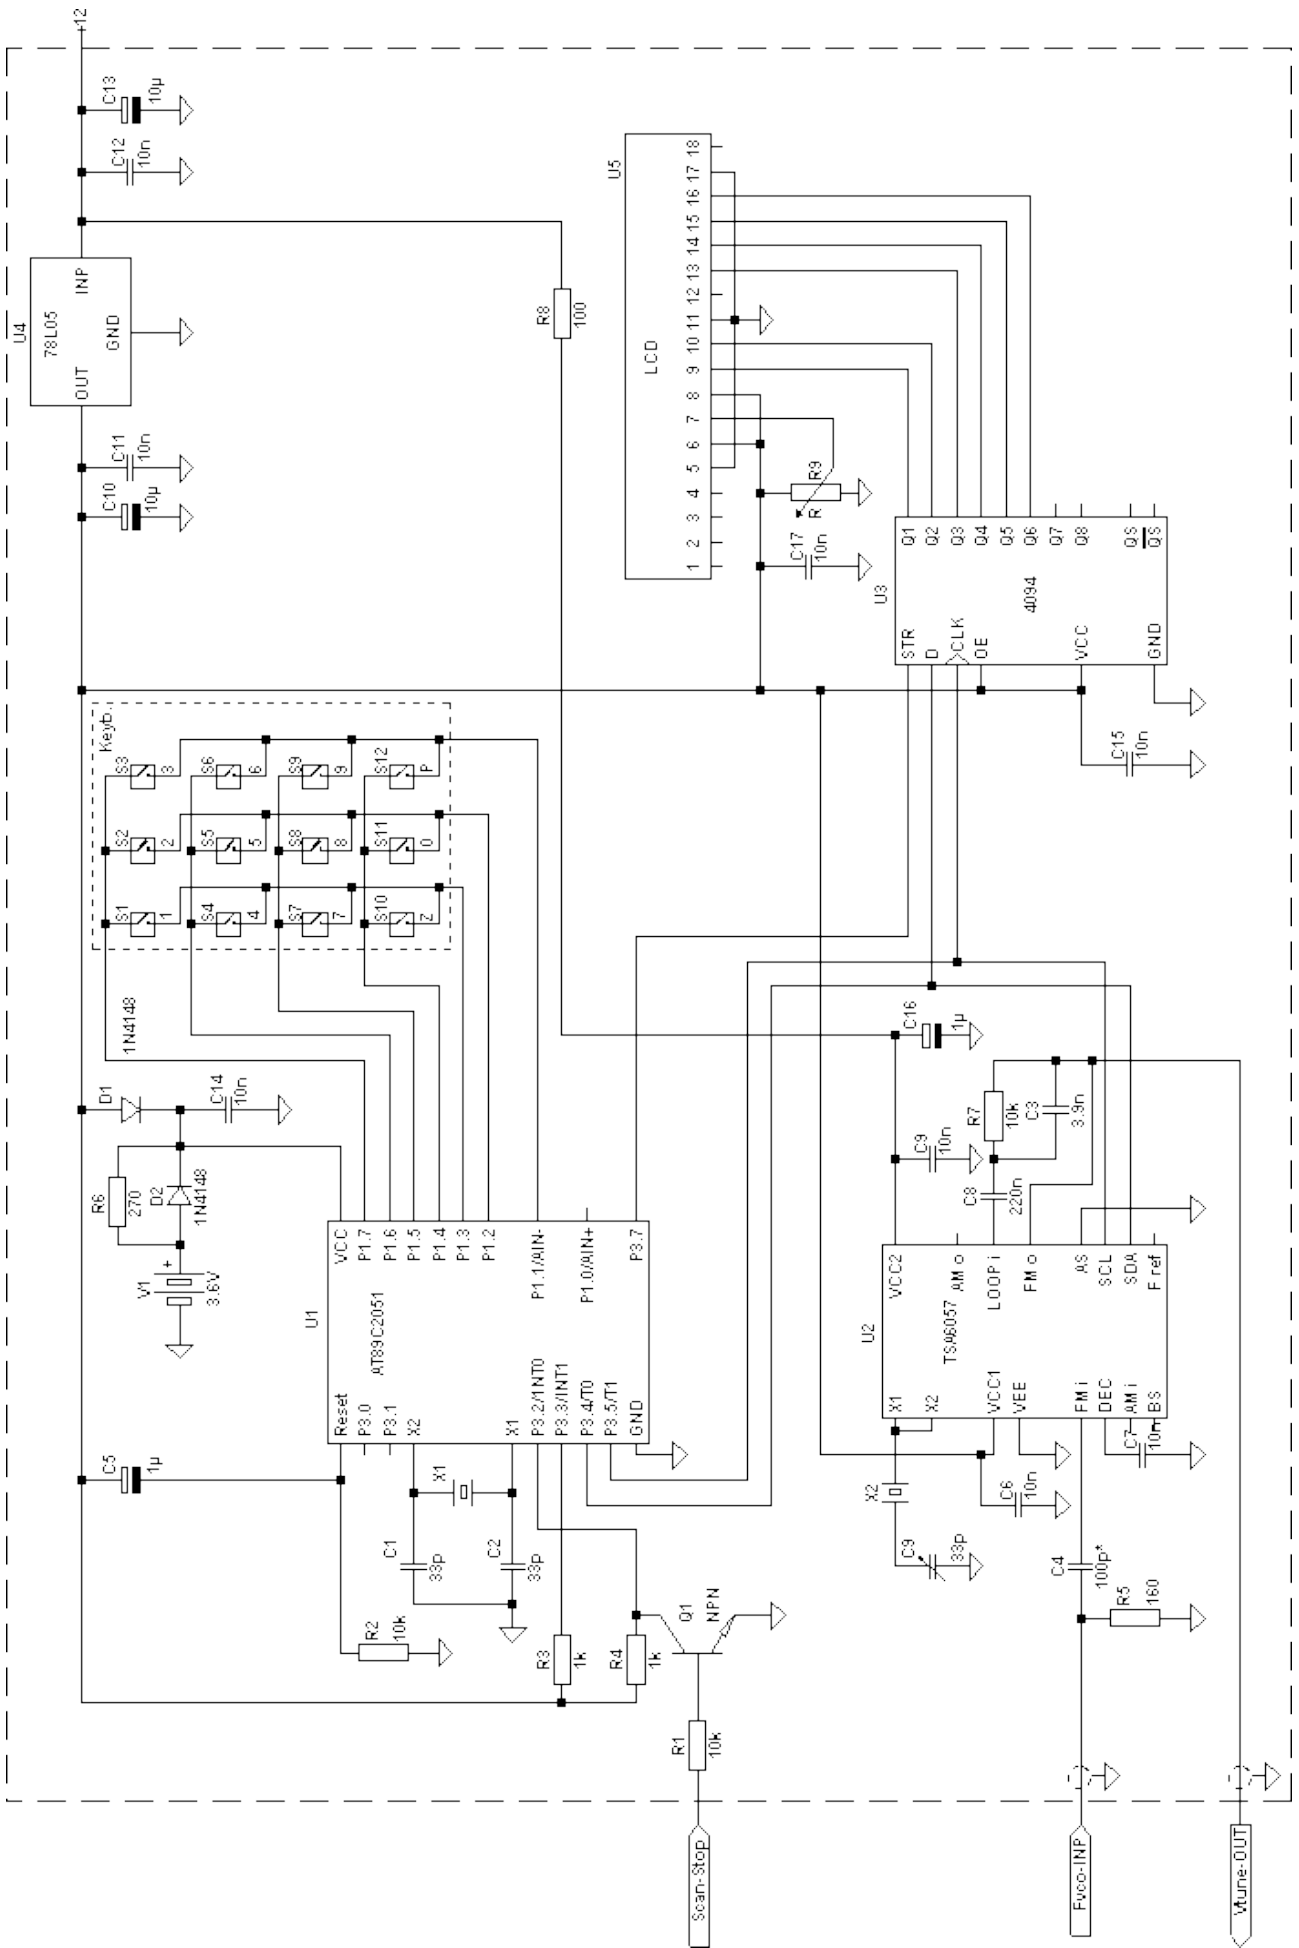 +12
C13
10µ
C12
10n
U4
78L05
INP
GND
OUT
C11
10n
C10
10µ
R8
100
U5
LCD
18
17
16
15
14
13
12
11
10
9
8
7
6
5
4
3
2
1
R9
R
C17
10n
U3
4094
Q1
Q2
Q3
Q4
Q5
Q6
Q7
Q8
QS
QS
STR
D
CLK
OE
VCC
GND
C15
10n
Keyb.
S3
3
S6
6
S9
9
S12
P
S2
2
S5
5
S8
8
S11
0
S1
1
S4
4
S7
7
S10
Z
1N4148
D1
C14
10n
R6
270
D2
1N4148
V1
+
3.6V
U1
AT89C2051
VCC
P1.7
P1.6
P1.5
P1.4
P1.3
P1.2
P1.1/AIN-
P1.0/AIN+
P3.7
Reset
P3.0
P3.1
X2
X1
P3.2/1NT0
P3.3/INT1
P3.4/T0
P3.5/T1
GND
C5
1µ
X1
C1
33p
C2
33p
R2
10k
R3
1k
R4
1k
Q1
NPN
R1
10k
Scan-Stop
C16
1µ
C9
10n
R7
10k
C3
3.9n
C8
220n
U2
TSA6057
VCC2
AMo
LOOPi
FMo
AS
SCL
SDA
Fref
X1
X2
VCC1
VEE
FMi
DEC
AMi
BS
C7
10n
X2
C6
10n
C9
33p
C4
100p*
R5
160
Fvco-INP
Vtune-OUT